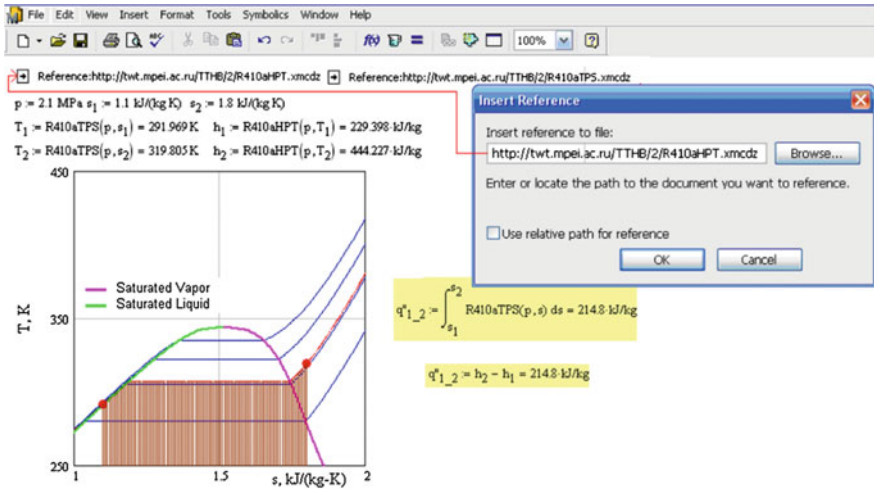 File Edit View Insert Format Tools Symbolics Window Help
100%
Reference:http://twt.mpei.ac.ru/TTHB/2/R410aHPT.xmcdz Reference:http://twt.mpei.ac.ru/TTHB/2/R410aTPS.xmcdz
p := 2.1 MPa s₁ := 1.1 kJ/(kg K) s₂ := 1.8 kJ/(kg K)
T₁ := R410aTPS(p,s₁) = 291.969 K h₁ := R410aHPT(p,T₁) = 229.398·kJ/kg
T₂ := R410aTPS(p,s₂) = 319.805 K h₂ := R410aHPT(p,T₂) = 444.227·kJ/kg
Insert Reference
Insert reference to file:
http://twt.mpei.ac.ru/TTHB/2/R410aHPT.xmcdz Browse...
Enter or locate the path to the document you want to reference.
Use relative path for reference
OK Cancel
450
350
250
T, K
Saturated Vapor
Saturated Liquid
1 1.5 2
s, kJ/(kg-K)
q"₁_₂ := ∫ₛ₁ˢ² R410aTPS(p,s) ds = 214.8·kJ/kg
q"₁_₂ := h₂ − h₁ = 214.8·kJ/kg